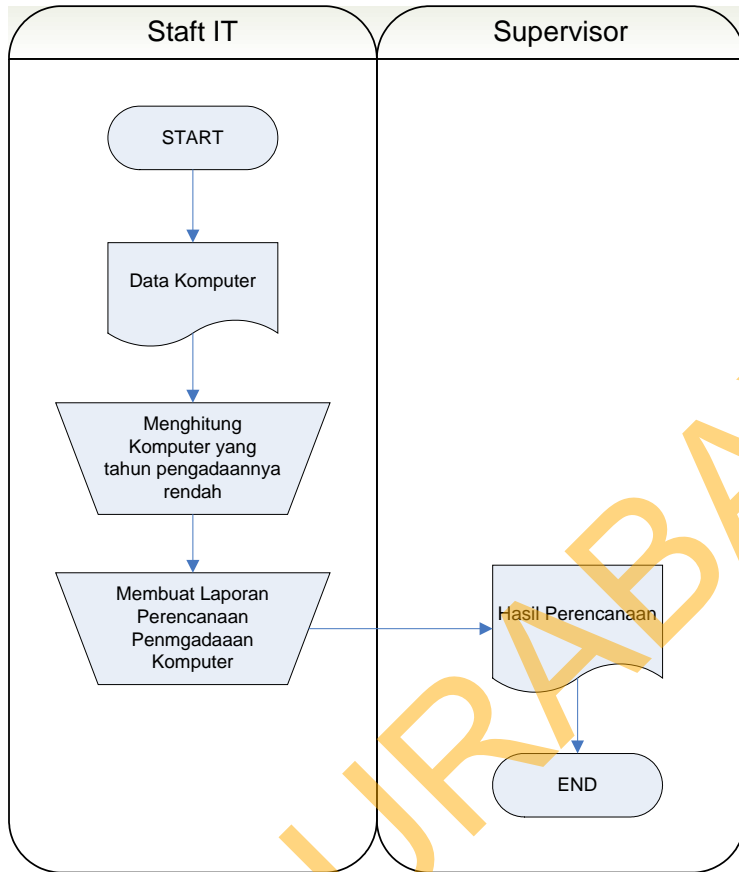 Staft IT
Supervisor
START
Data Komputer
Menghitung
Komputer yang
tahun pengadaannya
rendah
Membuat Laporan
Perencanaan
Penmgadaaan
Komputer
Hasil Perencanaan
END
URABA